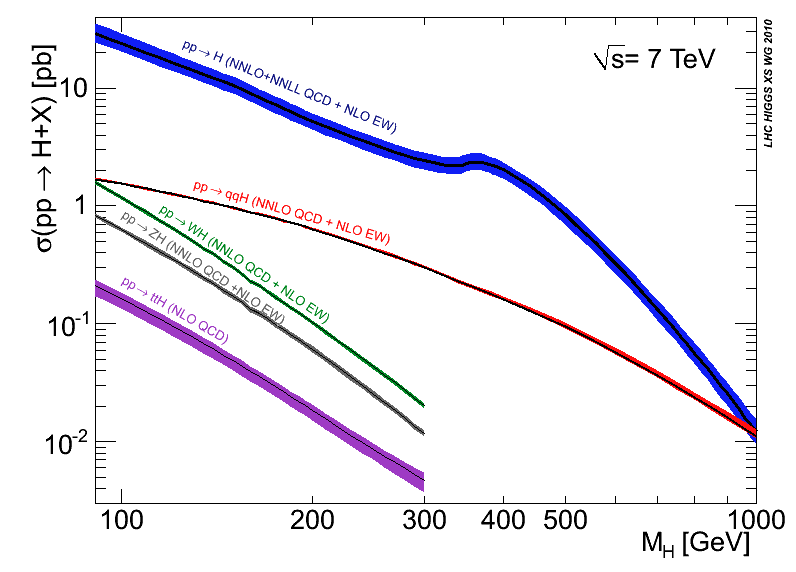 σ(pp → H+X) [pb]
√s= 7 TeV
LHC HIGGS XS WG 2010
pp → H (NNLO+NNLL QCD + NLO EW)
pp → qqH (NNLO QCD + NLO EW)
pp → WH (NNLO QCD + NLO EW)
pp → ZH (NNLO QCD +NLO EW)
pp → ttH (NLO QCD)
10
1
10⁻¹
10⁻²
100 200 300 400 500 1000
M_H [GeV]